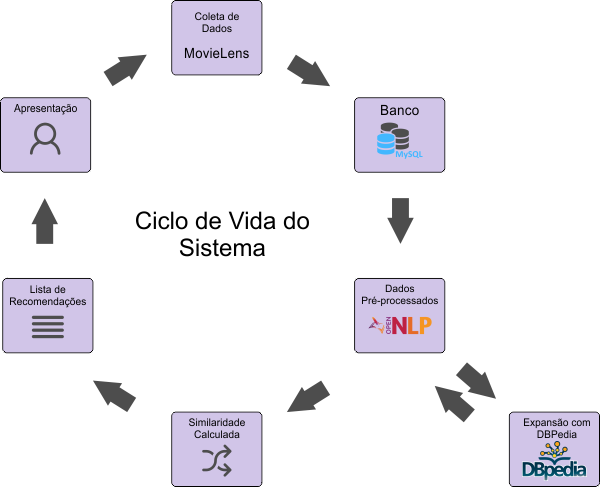 Coleta de
Dados
MovieLens
Banco
MySQL
Dados
Pré-processados
OPEN
NLP
Expansão com
DBPedia
DBpedia
Similaridade
Calculada
Lista de
Recomendações
Apresentação
Ciclo de Vida do
Sistema